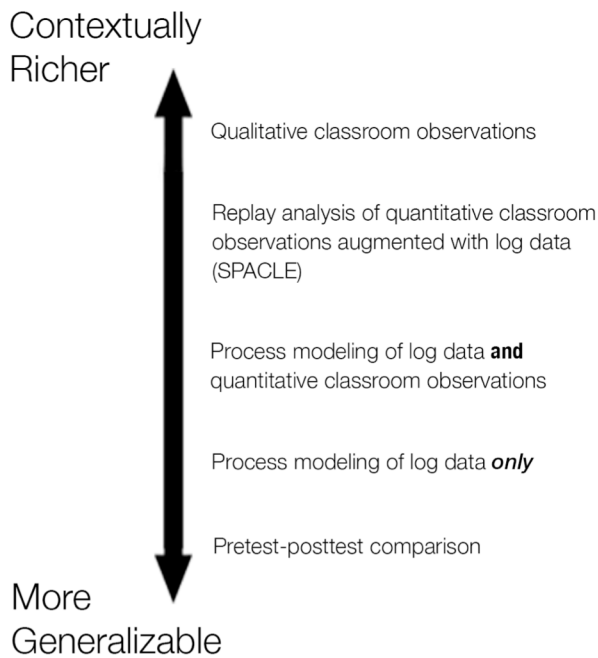 Contextually
Richer
Qualitative classroom observations
Replay analysis of quantitative classroom
observations augmented with log data
(SPACLE)
Process modeling of log data and
quantitative classroom observations
Process modeling of log data only
Pretest-posttest comparison
More
Generalizable